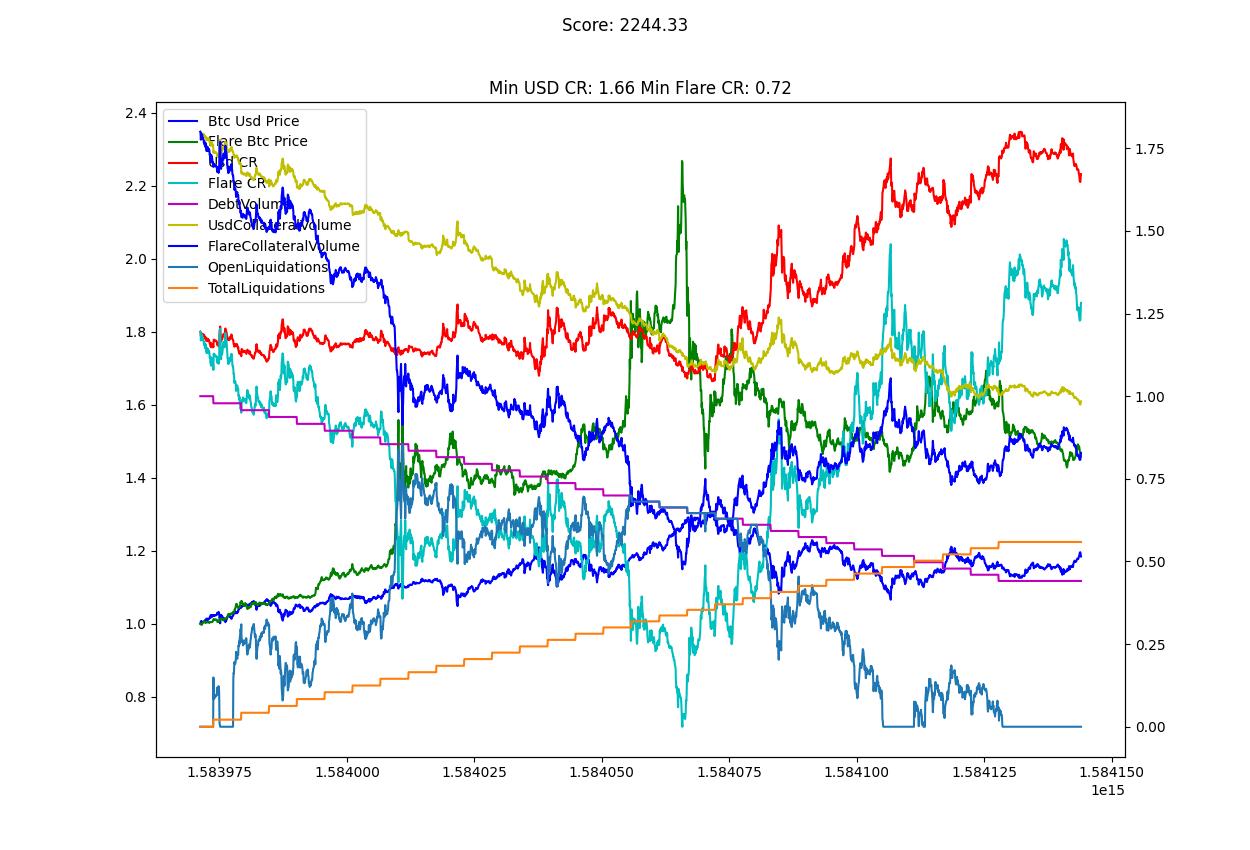 Score: 2244.33
Min USD CR: 1.66 Min Flare CR: 0.72
Btc Usd Price
Flare Btc Price
Usd CR
Flare CR
DebtVolume
UsdCollateralVolume
FlareCollateralVolume
OpenLiquidations
TotalLiquidations
2.4
2.2
2.0
1.8
1.6
1.4
1.2
1.0
0.8
1.75
1.50
1.25
1.00
0.75
0.50
0.25
0.00
1.583975
1.584000
1.584025
1.584050
1.584075
1.584100
1.584125
1.584150
1e15